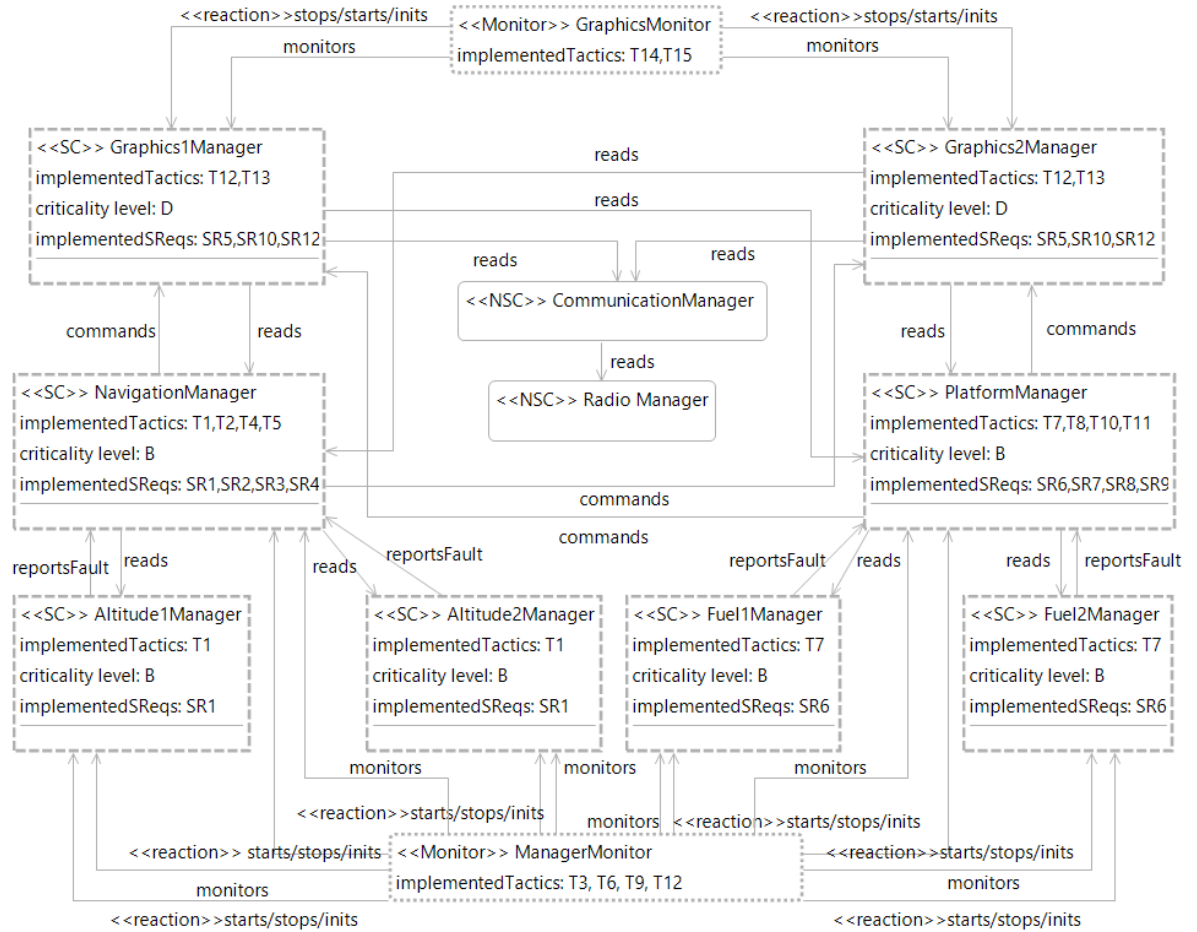 <<reaction>>stops/starts/inits
<<Monitor>> GraphicsMonitor
<<reaction>>stops/starts/inits
monitors
implementedTactics: T14,T15
monitors
<<SC>> Graphics1Manager
implementedTactics: T12,T13
criticality level: D
implementedSReqs: SR5,SR10,SR12
reads
reads
<<SC>> Graphics2Manager
implementedTactics: T12,T13
criticality level: D
implementedSReqs: SR5,SR10,SR12
reads
reads
<<NSC>> CommunicationManager
commands
reads
reads
commands
reads
<<NSC>> Radio Manager
<<SC>> NavigationManager
implementedTactics: T1,T2,T4,T5
criticality level: B
implementedSReqs: SR1,SR2,SR3,SR4
<<SC>> PlatformManager
implementedTactics: T7,T8,T10,T11
criticality level: B
implementedSReqs: SR6,SR7,SR8,SR9
commands
commands
reportsFault
reads
reads
reportsFault
reportsFault
reads
reads
reportsFault
<<SC>> Altitude1Manager
implementedTactics: T1
criticality level: B
implementedSReqs: SR1
<<SC>> Altitude2Manager
implementedTactics: T1
criticality level: B
implementedSReqs: SR1
<<SC>> Fuel1Manager
implementedTactics: T7
criticality level: B
implementedSReqs: SR6
<<SC>> Fuel2Manager
implementedTactics: T7
criticality level: B
implementedSReqs: SR6
monitors
monitors
monitors
<<reaction>>starts/stops/inits
monitors
<<reaction>>starts/stops/inits
<<reaction>> starts/stops/inits
<<Monitor>> ManagerMonitor
implementedTactics: T3, T6, T9, T12
<<reaction>>starts/stops/inits
monitors
monitors
<<reaction>>starts/stops/inits
<<reaction>>starts/stops/inits